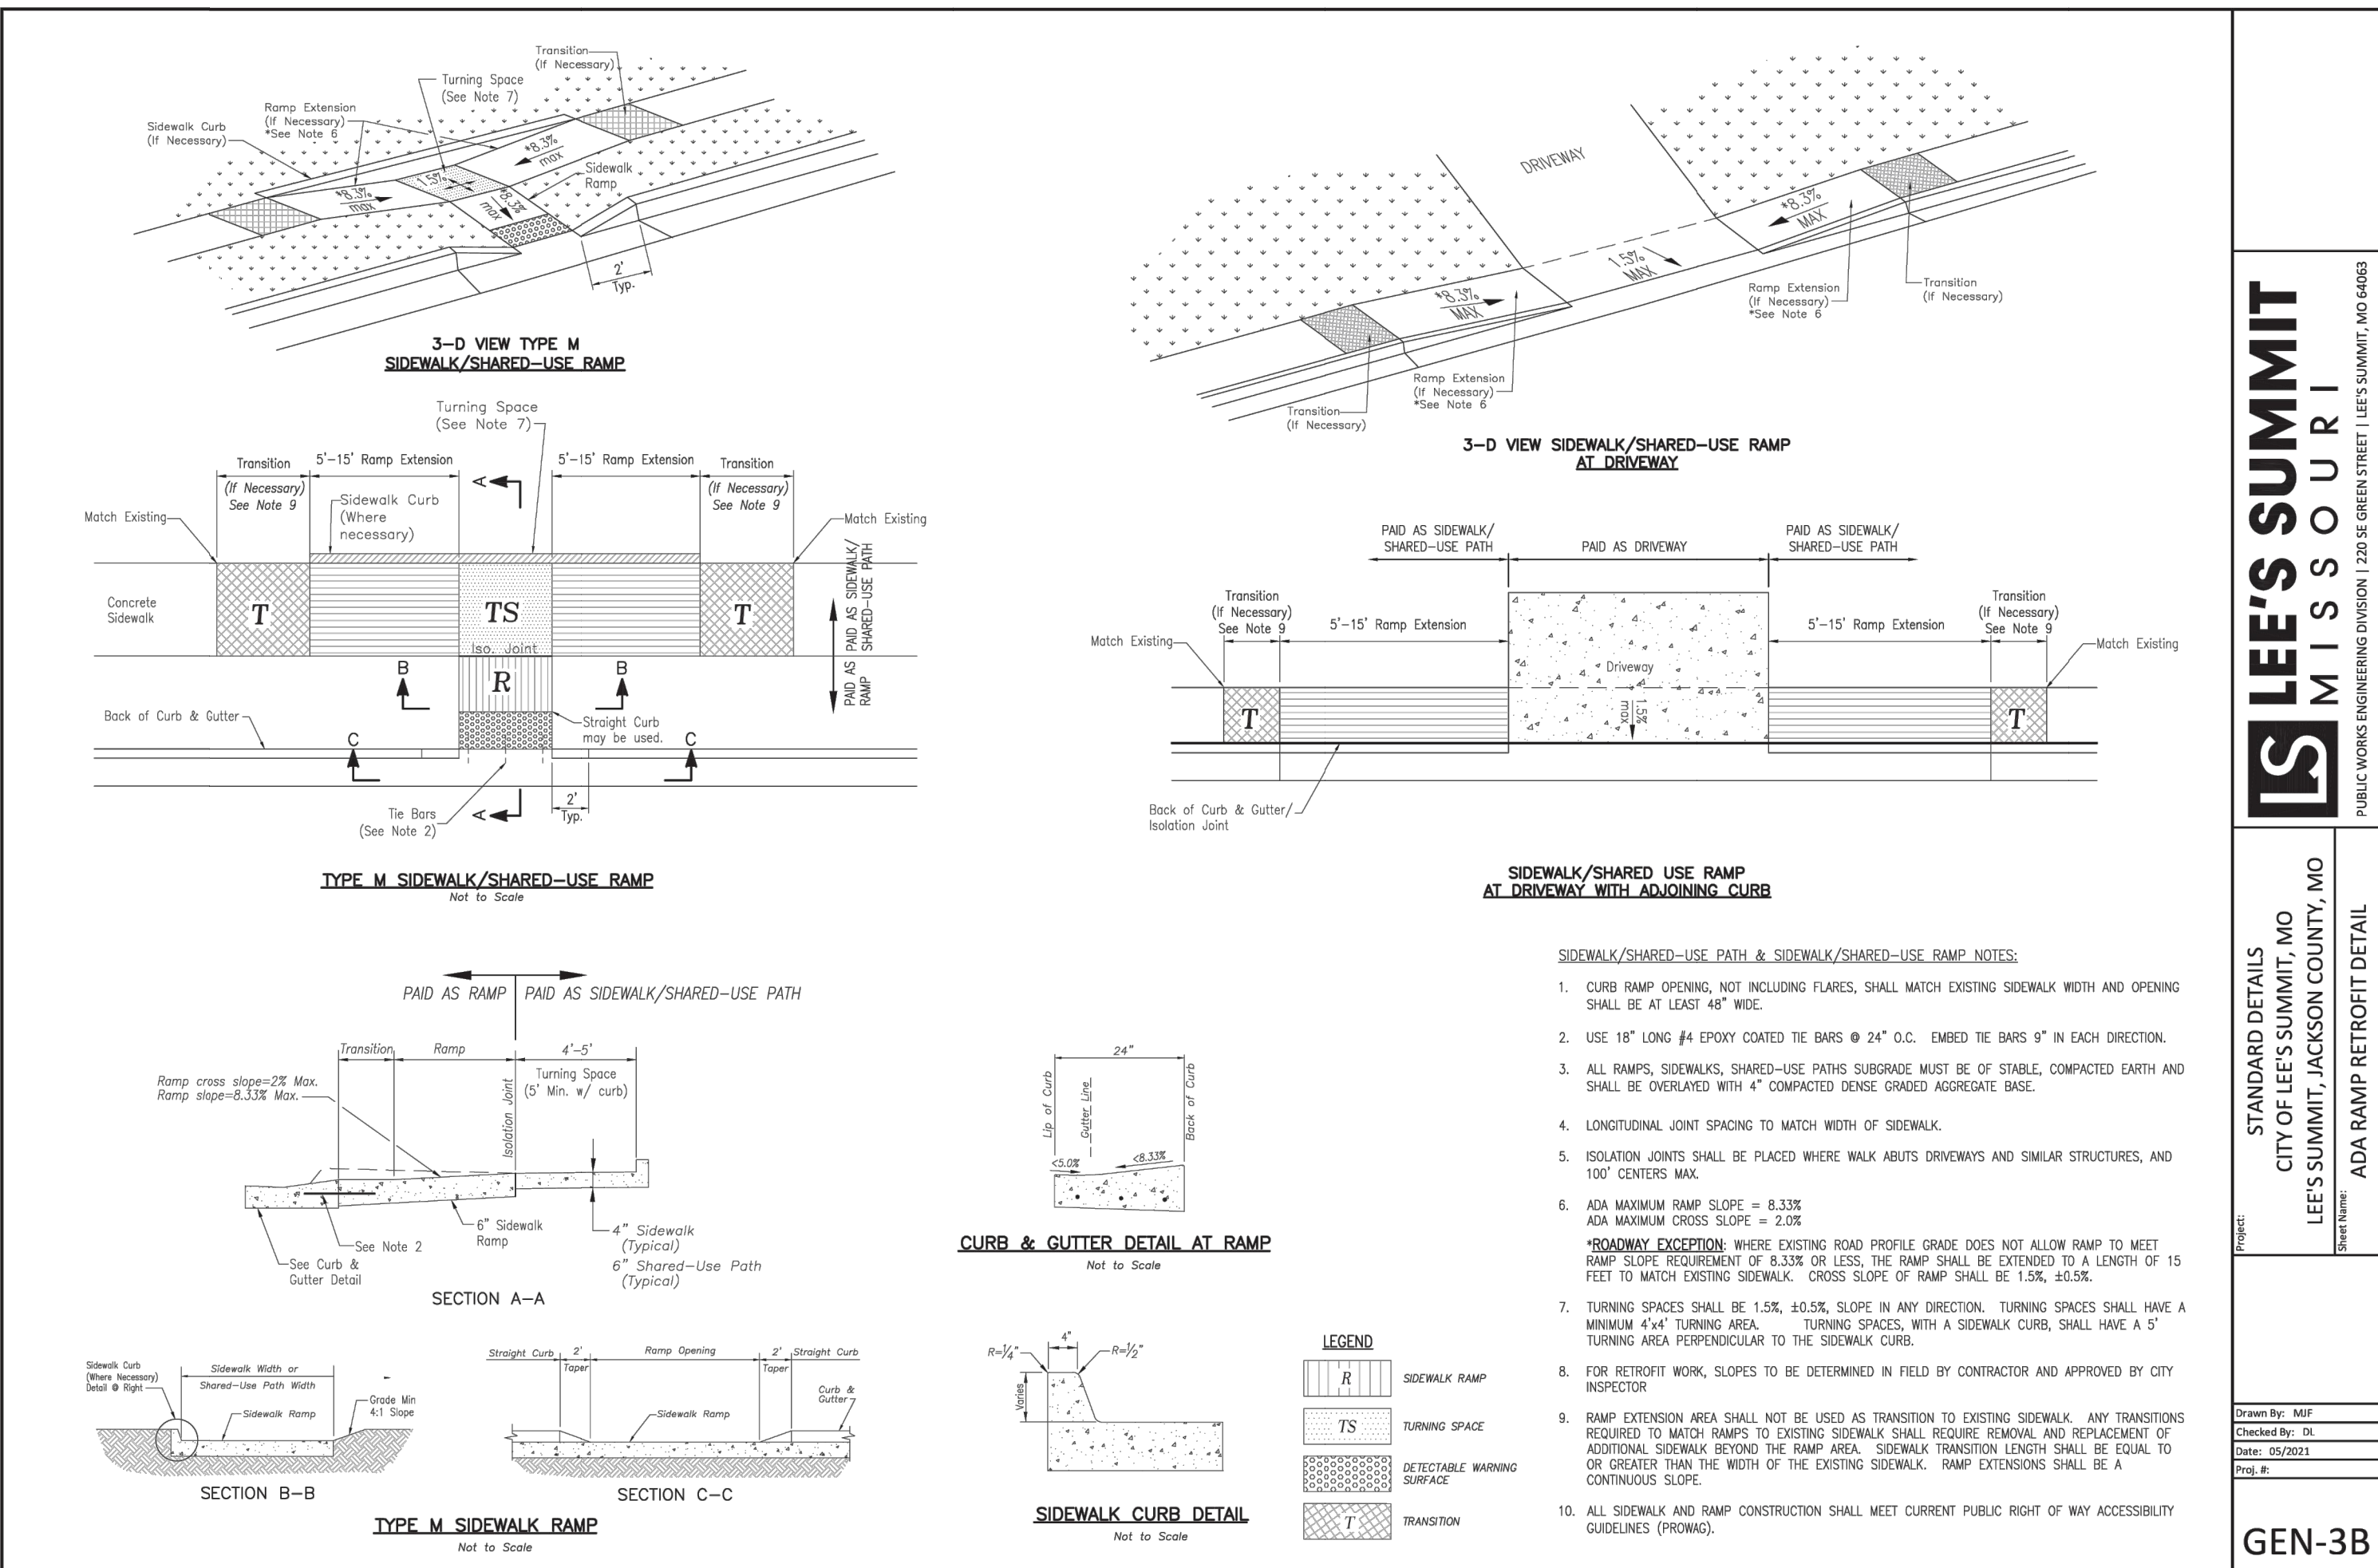 Transition
(If Necessary)
Turning Space
(See Note 7)
Ramp Extension
(If Necessary)
*See Note 6
Sidewalk Curb
(If Necessary)
*8.3%
max
Sidewalk
Ramp
1.5%
*8.3%
max
*8.3%
max
2'
Typ.
3-D VIEW TYPE M
SIDEWALK/SHARED-USE RAMP
DRIVEWAY
*8.3%
MAX
1.5%
MAX
*8.3%
MAX
Ramp Extension
(If Necessary)
*See Note 6
Transition
(If Necessary)
Ramp Extension
(If Necessary)
*See Note 6
Transition
(If Necessary)
3-D VIEW SIDEWALK/SHARED-USE RAMP
AT DRIVEWAY
Turning Space
(See Note 7)
Transition
(If Necessary)
See Note 9
5'-15' Ramp Extension
A
5'-15' Ramp Extension
Transition
(If Necessary)
See Note 9
Sidewalk Curb
(Where
necessary)
Match Existing
Match Existing
Concrete
Sidewalk
T
TS
T
Iso. Joint
PAID AS SIDEWALK/
SHARED-USE PATH
PAID AS
RAMP
B
R
B
Back of Curb & Gutter
Straight Curb
may be used.
C
C
Tie Bars
(See Note 2)
A
2'
Typ.
TYPE M SIDEWALK/SHARED-USE RAMP
Not to Scale
PAID AS SIDEWALK/
SHARED-USE PATH
PAID AS DRIVEWAY
PAID AS SIDEWALK/
SHARED-USE PATH
Transition
(If Necessary)
See Note 9
5'-15' Ramp Extension
5'-15' Ramp Extension
Transition
(If Necessary)
See Note 9
Match Existing
Driveway
Match Existing
T
1.5%
max
T
Back of Curb & Gutter/
Isolation Joint
SIDEWALK/SHARED USE RAMP
AT DRIVEWAY WITH ADJOINING CURB
PAID AS RAMP
PAID AS SIDEWALK/SHARED-USE PATH
Transition
Ramp
4'-5'
Turning Space
(5' Min. w/ curb)
Ramp cross slope=2% Max.
Ramp slope=8.33% Max.
Isolation Joint
6" Sidewalk
Ramp
4" Sidewalk
(Typical)
6" Shared-Use Path
(Typical)
See Note 2
See Curb &
Gutter Detail
SECTION A-A
24"
Lip of Curb
Gutter Line
Back of Curb
<5.0%
<8.33%
CURB & GUTTER DETAIL AT RAMP
Not to Scale
Sidewalk Curb
(Where Necessary)
Detail @ Right
Sidewalk Width or
Shared-Use Path Width
Sidewalk Ramp
Grade Min
4:1 Slope
SECTION B-B
Straight Curb
2'
Taper
Ramp Opening
2'
Taper
Straight Curb
Curb &
Gutter
Sidewalk Ramp
SECTION C-C
TYPE M SIDEWALK RAMP
Not to Scale
4"
R=1/4"
R=1/2"
Varies
SIDEWALK CURB DETAIL
Not to Scale
LEGEND
R
SIDEWALK RAMP
TS
TURNING SPACE
DETECTABLE WARNING
SURFACE
T
TRANSITION
SIDEWALK/SHARED-USE PATH & SIDEWALK/SHARED-USE RAMP NOTES:
1. CURB RAMP OPENING, NOT INCLUDING FLARES, SHALL MATCH EXISTING SIDEWALK WIDTH AND OPENING
SHALL BE AT LEAST 48" WIDE.
2. USE 18" LONG #4 EPOXY COATED TIE BARS @ 24" O.C. EMBED TIE BARS 9" IN EACH DIRECTION.
3. ALL RAMPS, SIDEWALKS, SHARED-USE PATHS SUBGRADE MUST BE OF STABLE, COMPACTED EARTH AND
SHALL BE OVERLAYED WITH 4" COMPACTED DENSE GRADED AGGREGATE BASE.
4. LONGITUDINAL JOINT SPACING TO MATCH WIDTH OF SIDEWALK.
5. ISOLATION JOINTS SHALL BE PLACED WHERE WALK ABUTS DRIVEWAYS AND SIMILAR STRUCTURES, AND
100' CENTERS MAX.
6. ADA MAXIMUM RAMP SLOPE = 8.33%
ADA MAXIMUM CROSS SLOPE = 2.0%
*ROADWAY EXCEPTION: WHERE EXISTING ROAD PROFILE GRADE DOES NOT ALLOW RAMP TO MEET
RAMP SLOPE REQUIREMENT OF 8.33% OR LESS, THE RAMP SHALL BE EXTENDED TO A LENGTH OF 15
FEET TO MATCH EXISTING SIDEWALK. CROSS SLOPE OF RAMP SHALL BE 1.5%, ±0.5%.
7. TURNING SPACES SHALL BE 1.5%, ±0.5%, SLOPE IN ANY DIRECTION. TURNING SPACES SHALL HAVE A
MINIMUM 4'x4' TURNING AREA. TURNING SPACES, WITH A SIDEWALK CURB, SHALL HAVE A 5'
TURNING AREA PERPENDICULAR TO THE SIDEWALK CURB.
8. FOR RETROFIT WORK, SLOPES TO BE DETERMINED IN FIELD BY CONTRACTOR AND APPROVED BY CITY
INSPECTOR
9. RAMP EXTENSION AREA SHALL NOT BE USED AS TRANSITION TO EXISTING SIDEWALK. ANY TRANSITIONS
REQUIRED TO MATCH RAMPS TO EXISTING SIDEWALK SHALL REQUIRE REMOVAL AND REPLACEMENT OF
ADDITIONAL SIDEWALK BEYOND THE RAMP AREA. SIDEWALK TRANSITION LENGTH SHALL BE EQUAL TO
OR GREATER THAN THE WIDTH OF THE EXISTING SIDEWALK. RAMP EXTENSIONS SHALL BE A
CONTINUOUS SLOPE.
10. ALL SIDEWALK AND RAMP CONSTRUCTION SHALL MEET CURRENT PUBLIC RIGHT OF WAY ACCESSIBILITY
GUIDELINES (PROWAG).
LS
LEE'S SUMMIT
MISSOURI
PUBLIC WORKS ENGINEERING DIVISION | 220 SE GREEN STREET | LEE'S SUMMIT, MO 64063
Project:
STANDARD DETAILS
CITY OF LEE'S SUMMIT, MO
LEE'S SUMMIT, JACKSON COUNTY, MO
Sheet Name:
ADA RAMP RETROFIT DETAIL
Drawn By: MJF
Checked By: DL
Date: 05/2021
Proj. #:
GEN-3B